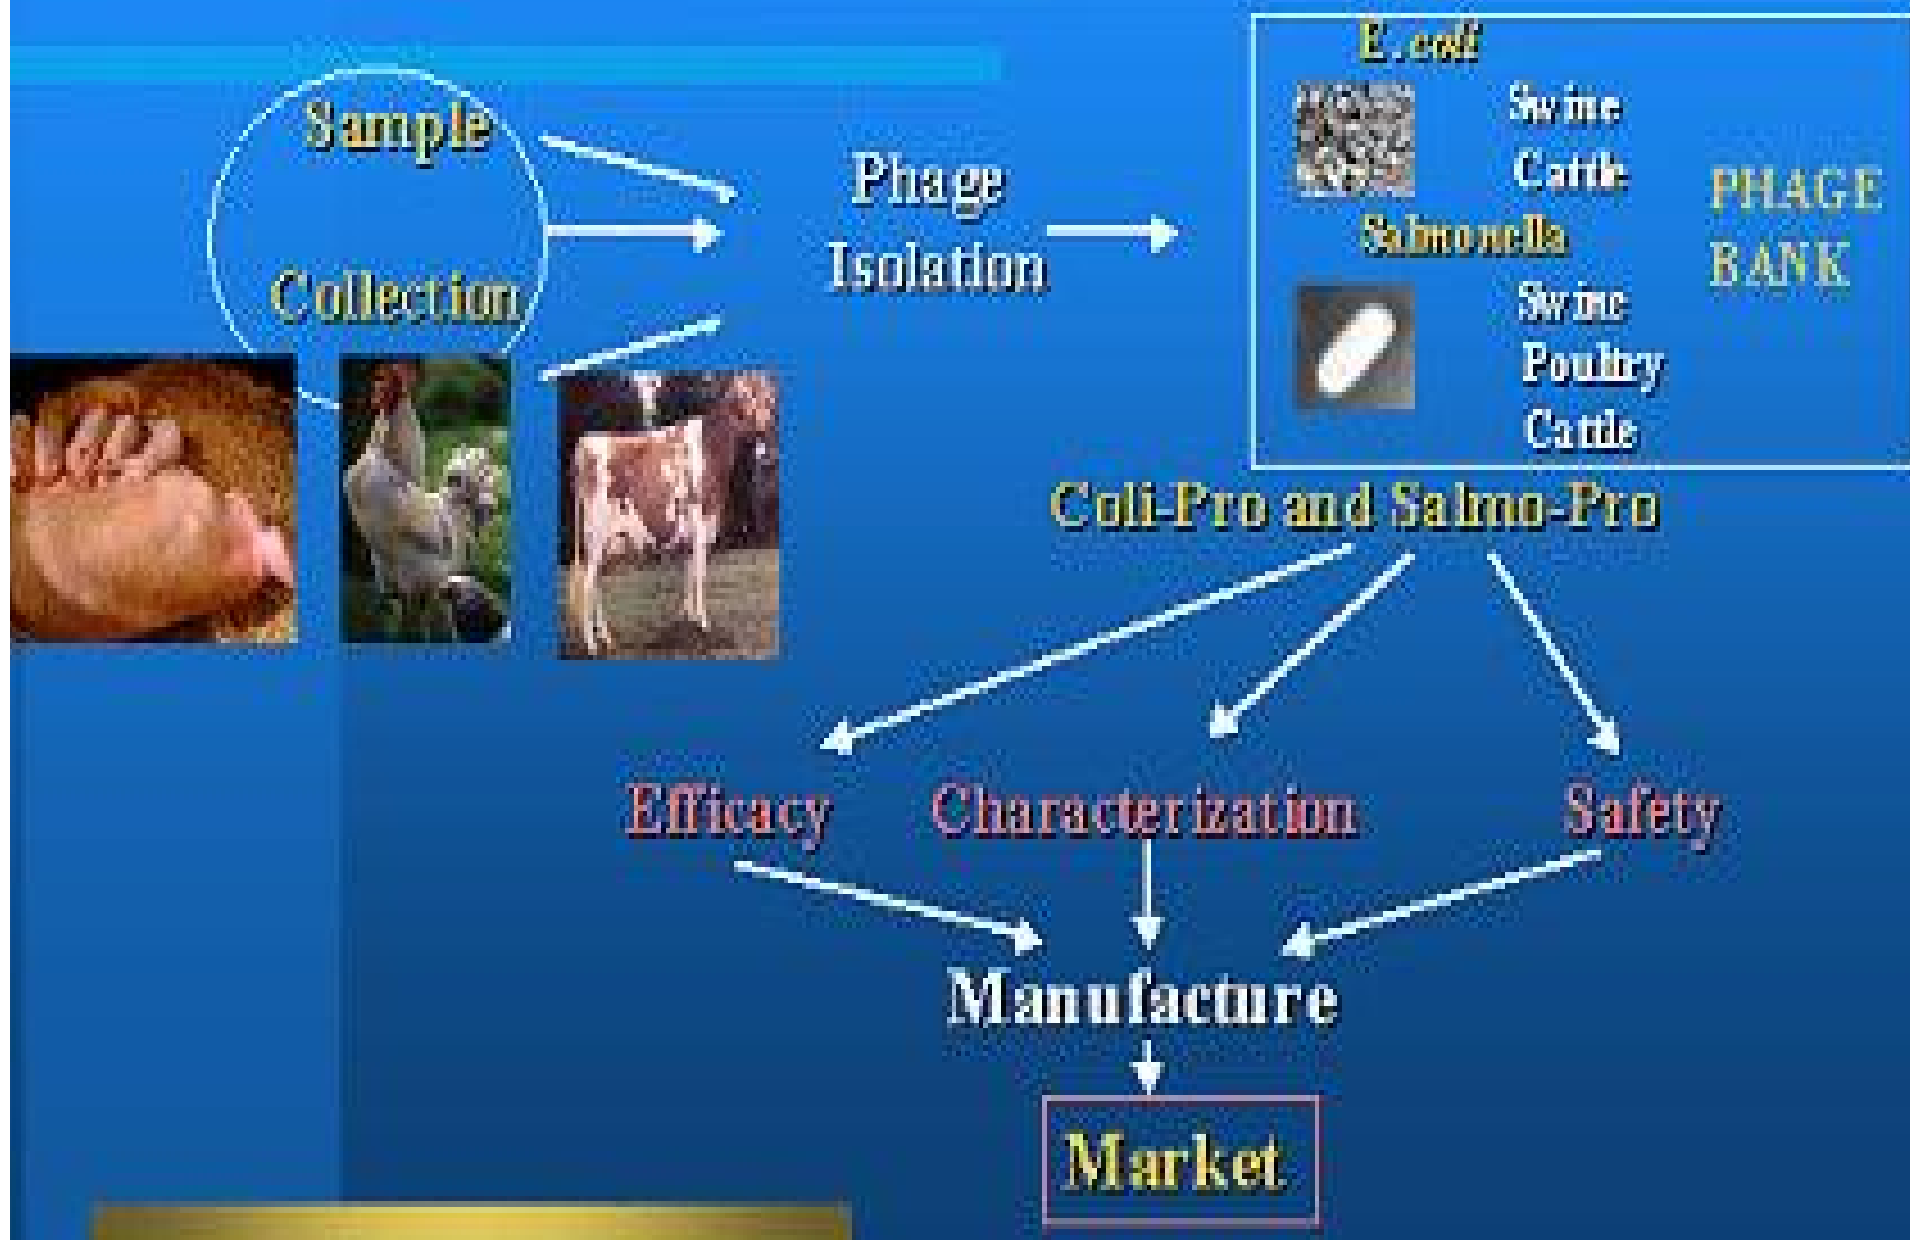 Sample
Collection
Phage
Isolation
E.coli
Swine
Cattle
Salmonella
Swine
Poultry
Cattle
PHAGE
BANK
Coli-Pro and Salmo-Pro
Efficacy
Characterization
Safety
Manufacture
Market